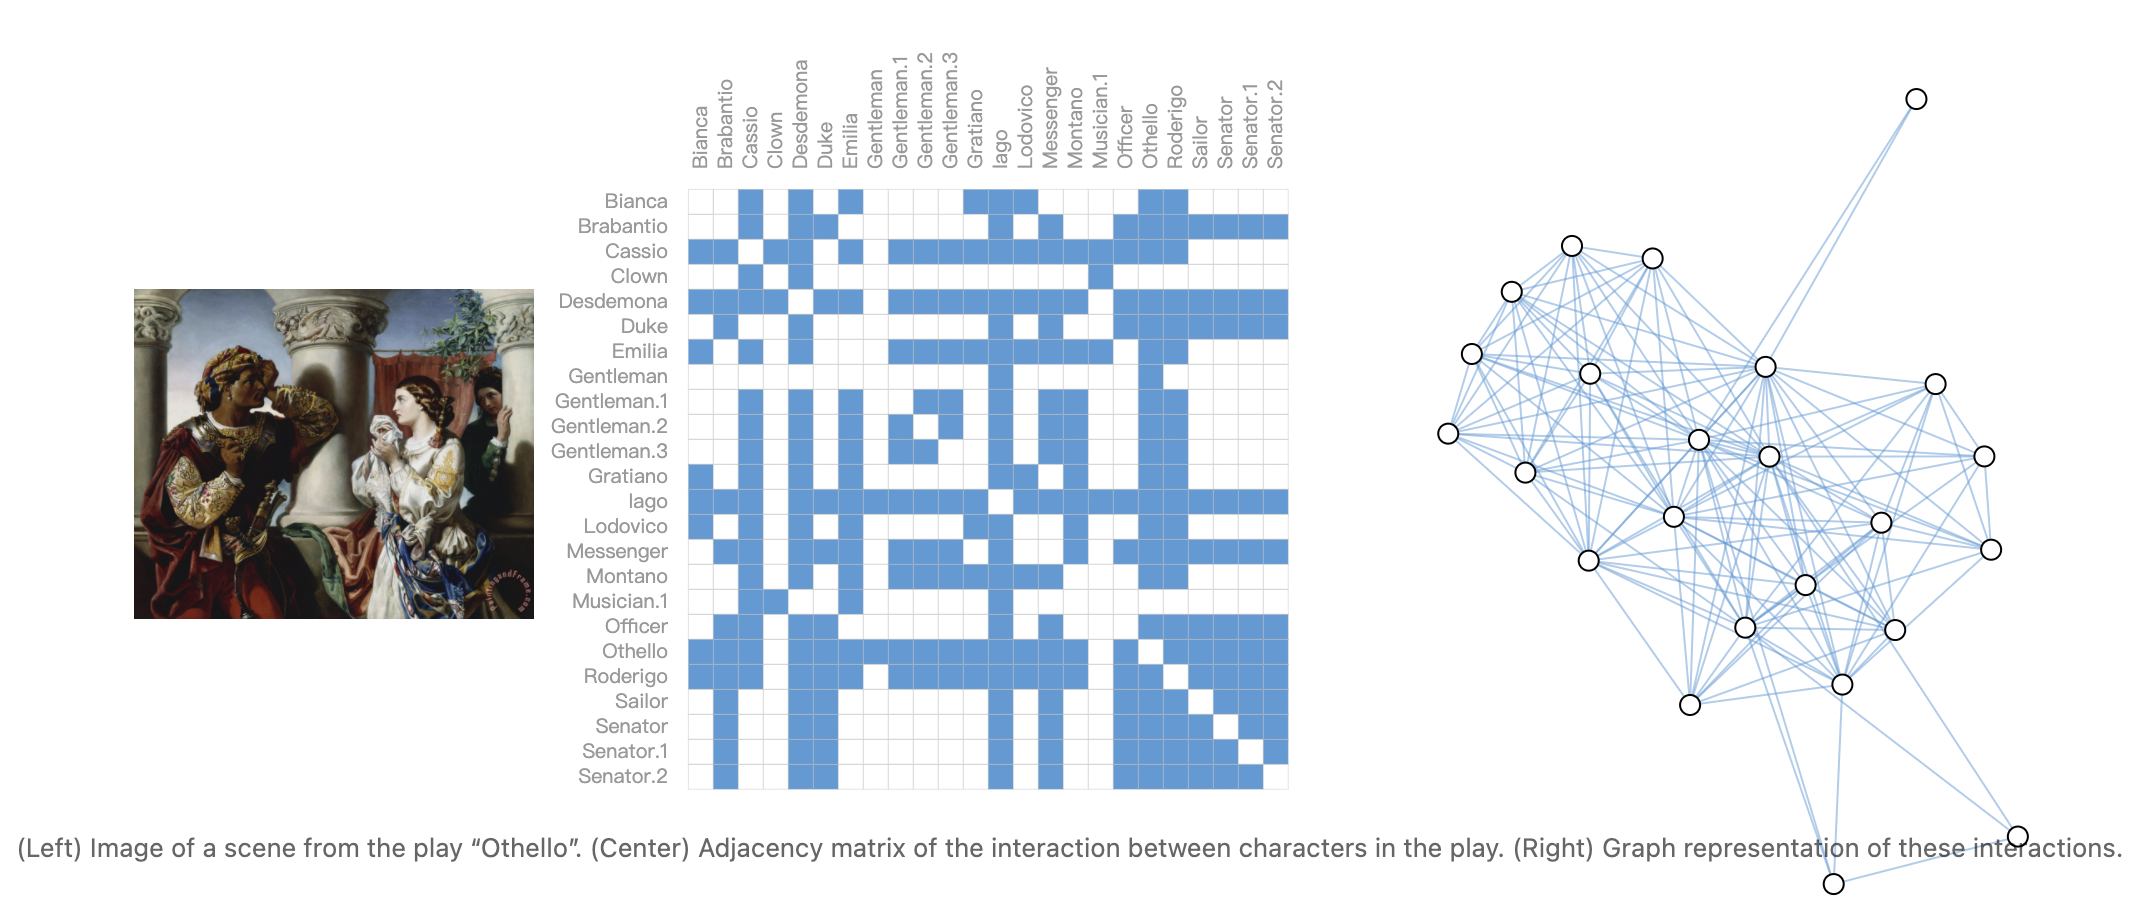 Bianca
Brabantio
Cassio
Clown
Desdemona
Duke
Emilia
Gentleman
Gentleman.1
Gentleman.2
Gentleman.3
Gratiano
Iago
Lodovico
Messenger
Montano
Musician.1
Officer
Othello
Roderigo
Sailor
Senator
Senator.1
Senator.2
Bianca
Brabantio
Cassio
Clown
Desdemona
Duke
Emilia
Gentleman
Gentleman.1
Gentleman.2
Gentleman.3
Gratiano
Iago
Lodovico
Messenger
Montano
Musician.1
Officer
Othello
Roderigo
Sailor
Senator
Senator.1
Senator.2
(Left) Image of a scene from the play “Othello”. (Center) Adjacency matrix of the interaction between characters in the play. (Right) Graph representation of these interactions.